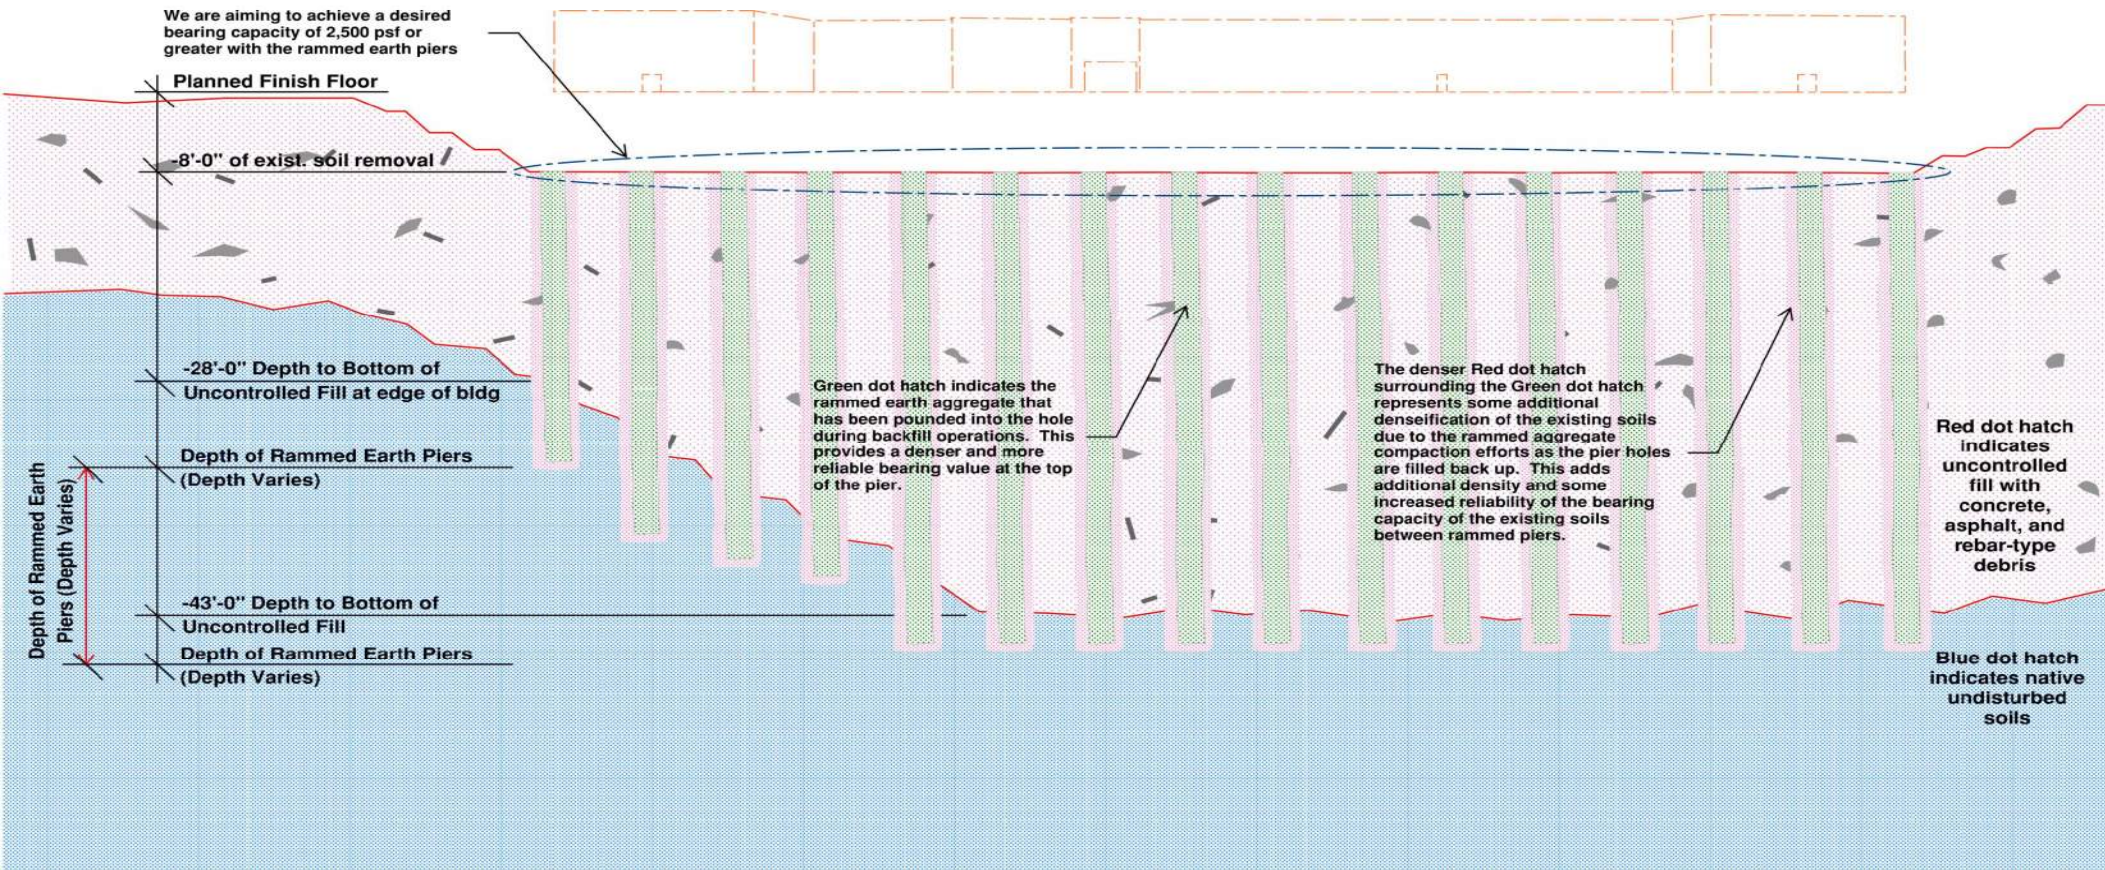 We are aiming to achieve a desired
bearing capacity of 2,500 psf or
greater with the rammed earth piers
Planned Finish Floor
-8'-0" of exist. soil removal
-28'-0" Depth to Bottom of
Uncontrolled Fill at edge of bldg
Depth of Rammed Earth Piers
(Depth Varies)
Depth of Rammed Earth
Piers (Depth Varies)
-43'-0" Depth to Bottom of
Uncontrolled Fill
Depth of Rammed Earth Piers
(Depth Varies)
Green dot hatch indicates the
rammed earth aggregate that
has been pounded into the hole
during backfill operations. This
provides a denser and more
reliable bearing value at the top
of the pier.
The denser Red dot hatch
surrounding the Green dot hatch
represents some additional
denseification of the existing soils
due to the rammed aggregate
compaction efforts as the pier holes
are filled back up. This adds
additional density and some
increased reliability of the bearing
capacity of the existing soils
between rammed piers.
Red dot hatch
indicates
uncontrolled
fill with
concrete,
asphalt, and
rebar-type
debris
Blue dot hatch
indicates native
undisturbed
soils